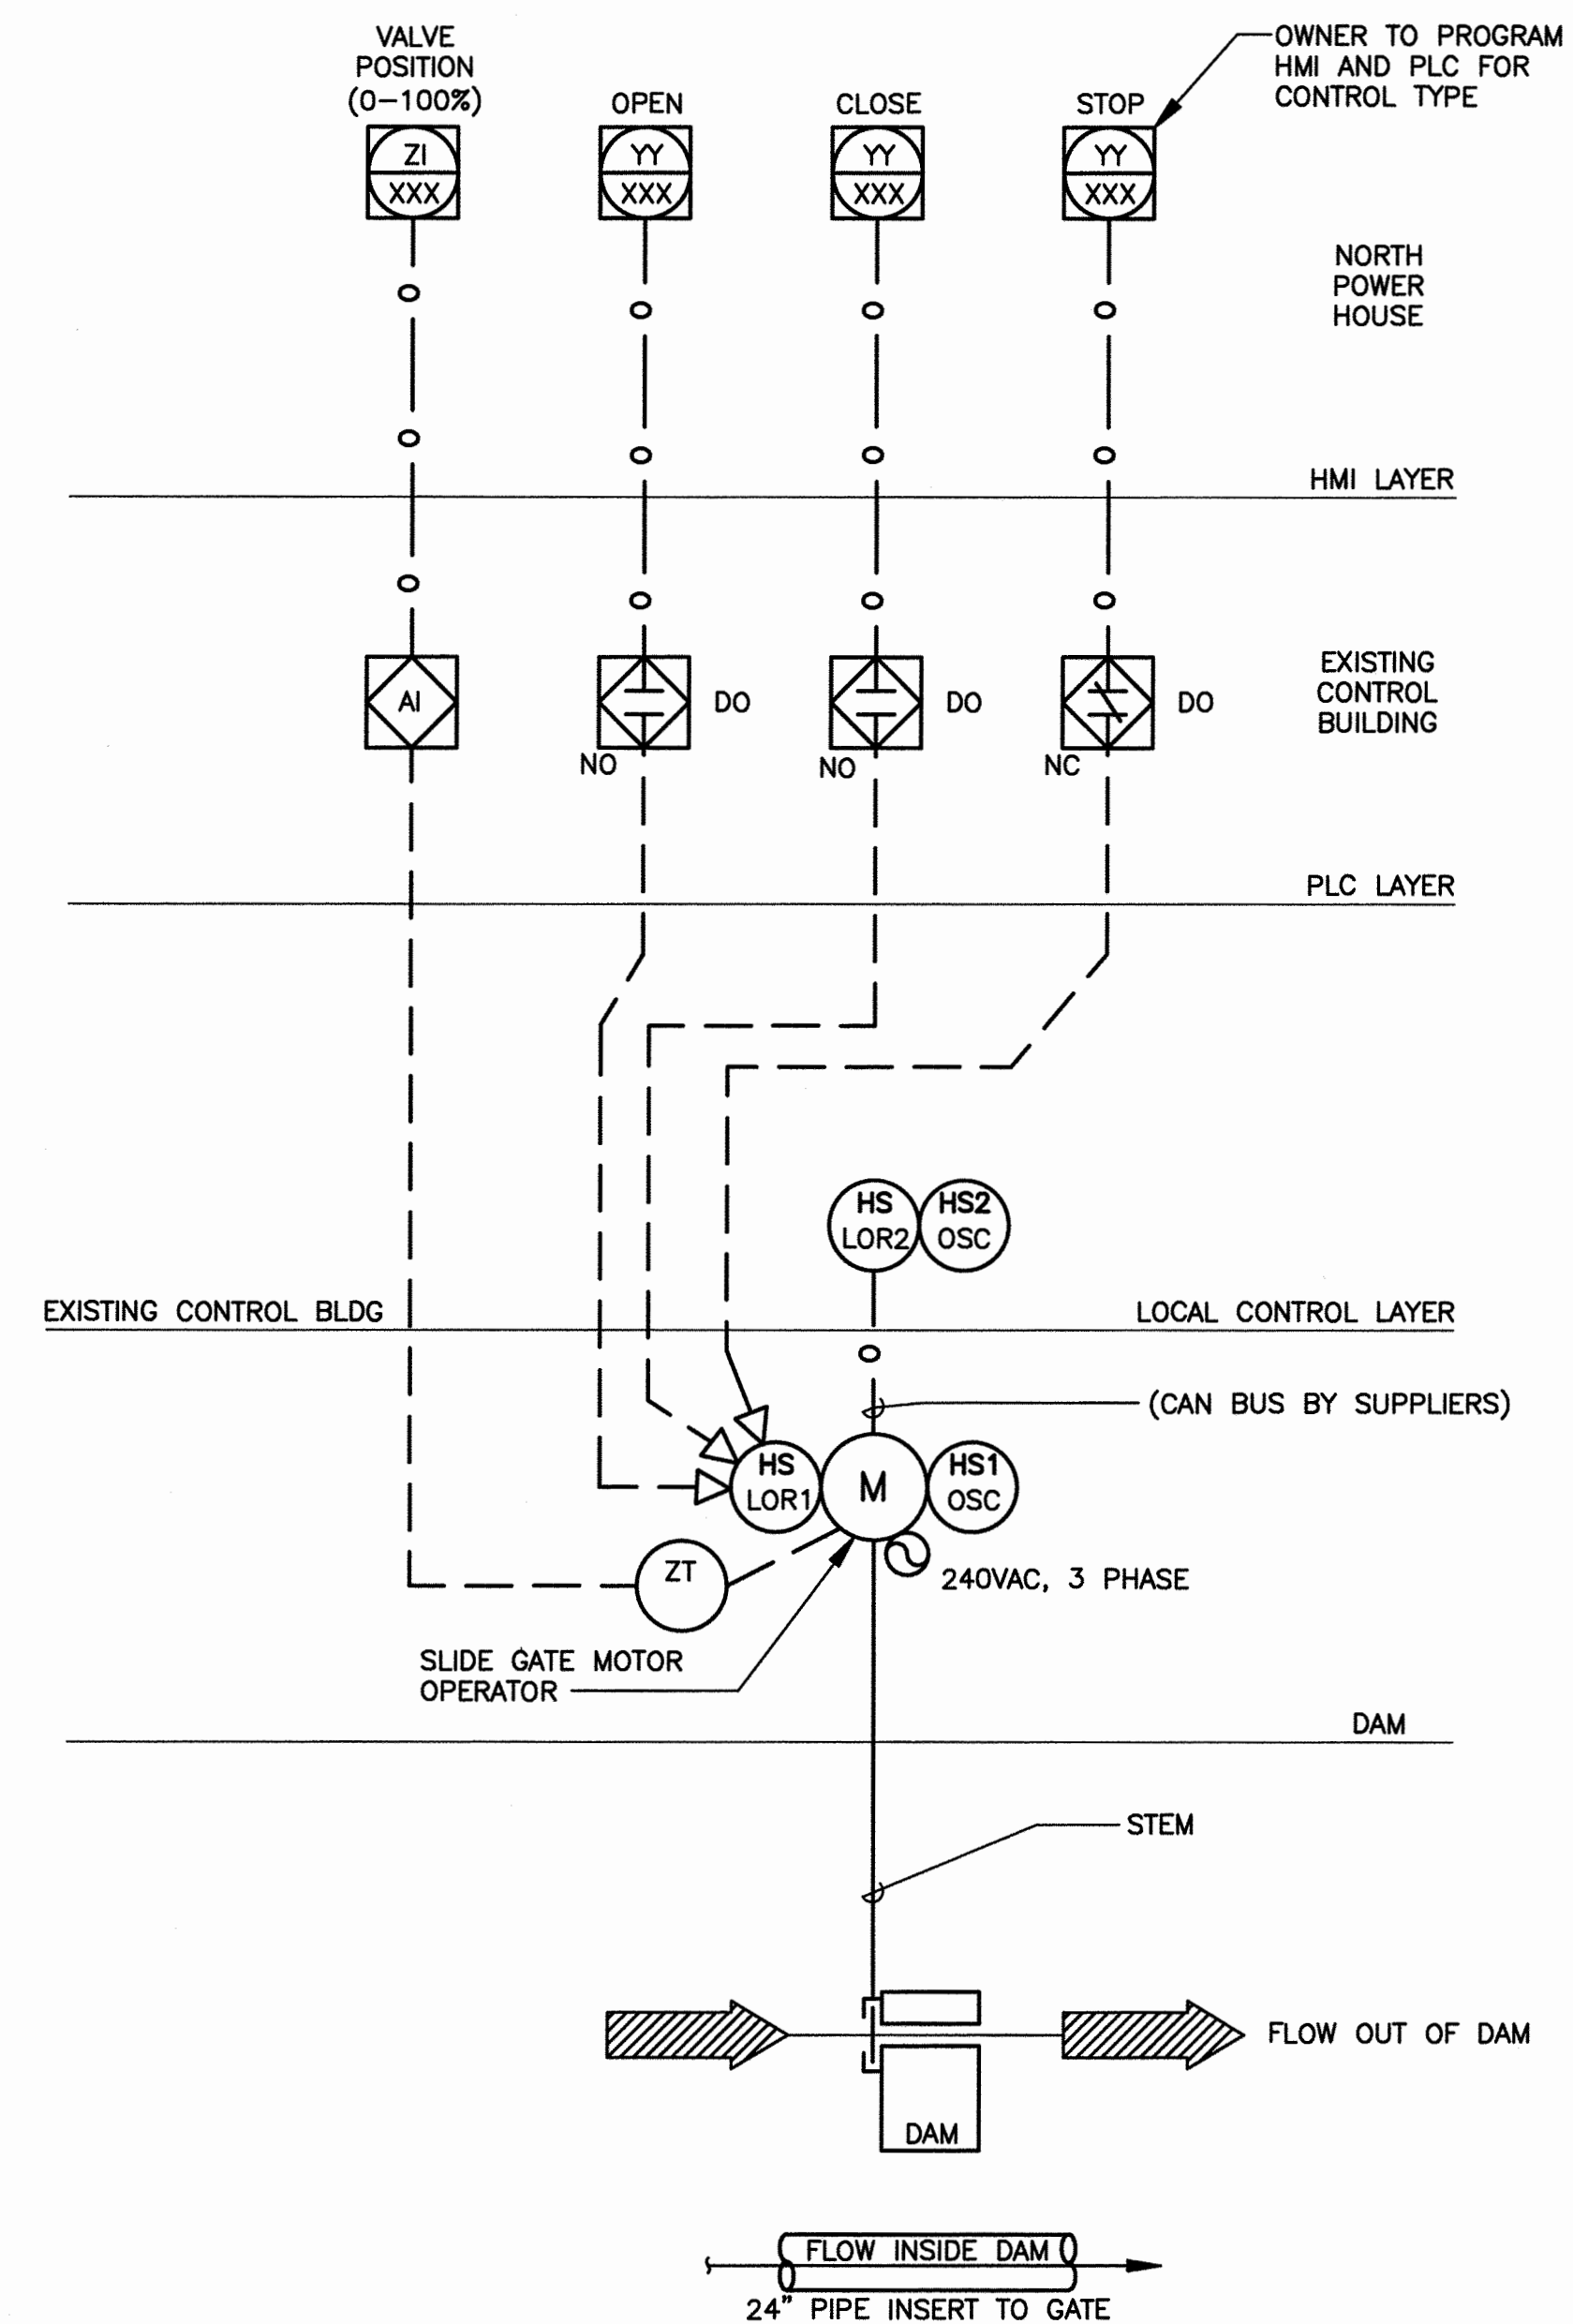 VALVE
POSITION
(0-100%)
OPEN
CLOSE
STOP
OWNER TO PROGRAM
HMI AND PLC FOR
CONTROL TYPE
ZI
XXX
YY
XXX
YY
XXX
YY
XXX
NORTH
POWER
HOUSE
HMI LAYER
AI
DO
DO
DO
NO
NO
NC
EXISTING
CONTROL
BUILDING
PLC LAYER
HS
LOR2
HS2
OSC
EXISTING CONTROL BLDG
LOCAL CONTROL LAYER
(CAN BUS BY SUPPLIERS)
HS
LOR1
M
HS1
OSC
ZT
240VAC, 3 PHASE
SLIDE GATE MOTOR
OPERATOR
DAM
STEM
FLOW OUT OF DAM
DAM
FLOW INSIDE DAM
24" PIPE INSERT TO GATE